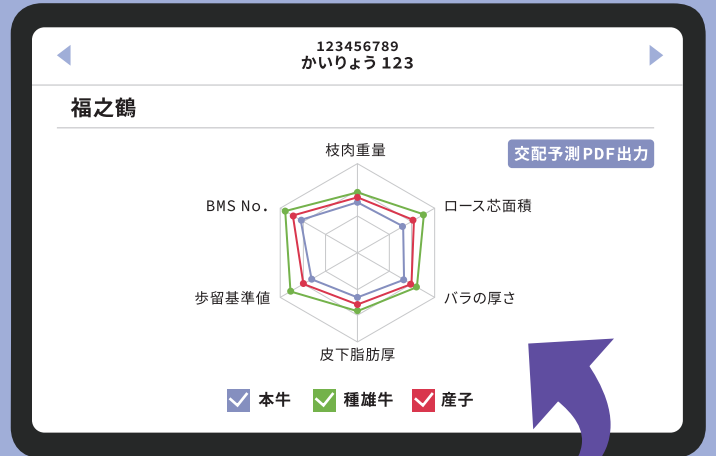 123456789
かいりょう 123
福之鶴
交配予測PDF出力
枝肉重量
BMS No.
ロース芯面積
歩留基準値
バラの厚さ
皮下脂肪厚
本牛
種雄牛
産子